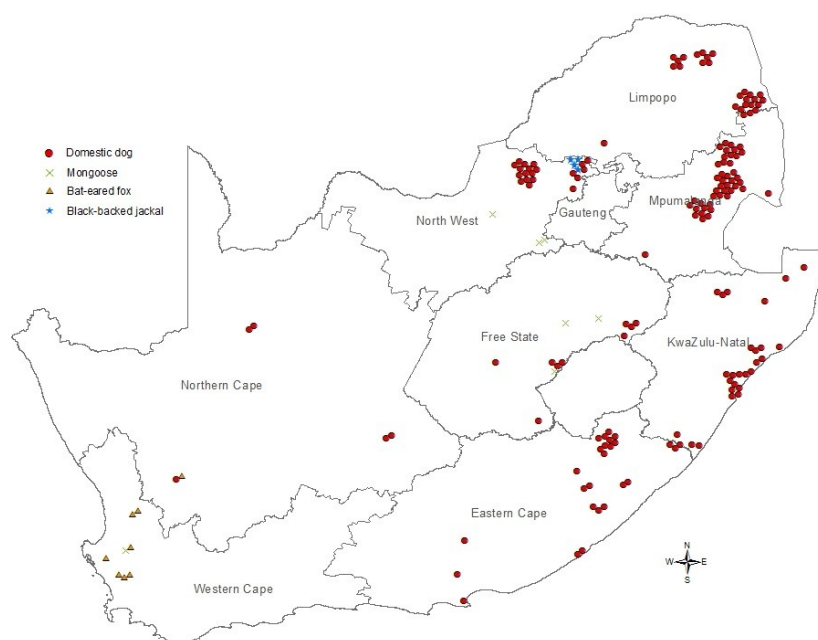 Limpopo
Domestic dog
Mongoose
Bat-eared fox
Black-backed jackal
North West
Gauteng
Mpumalanga
Free State
KwaZulu-Natal
Northern Cape
Eastern Cape
Western Cape
N
W
E
S